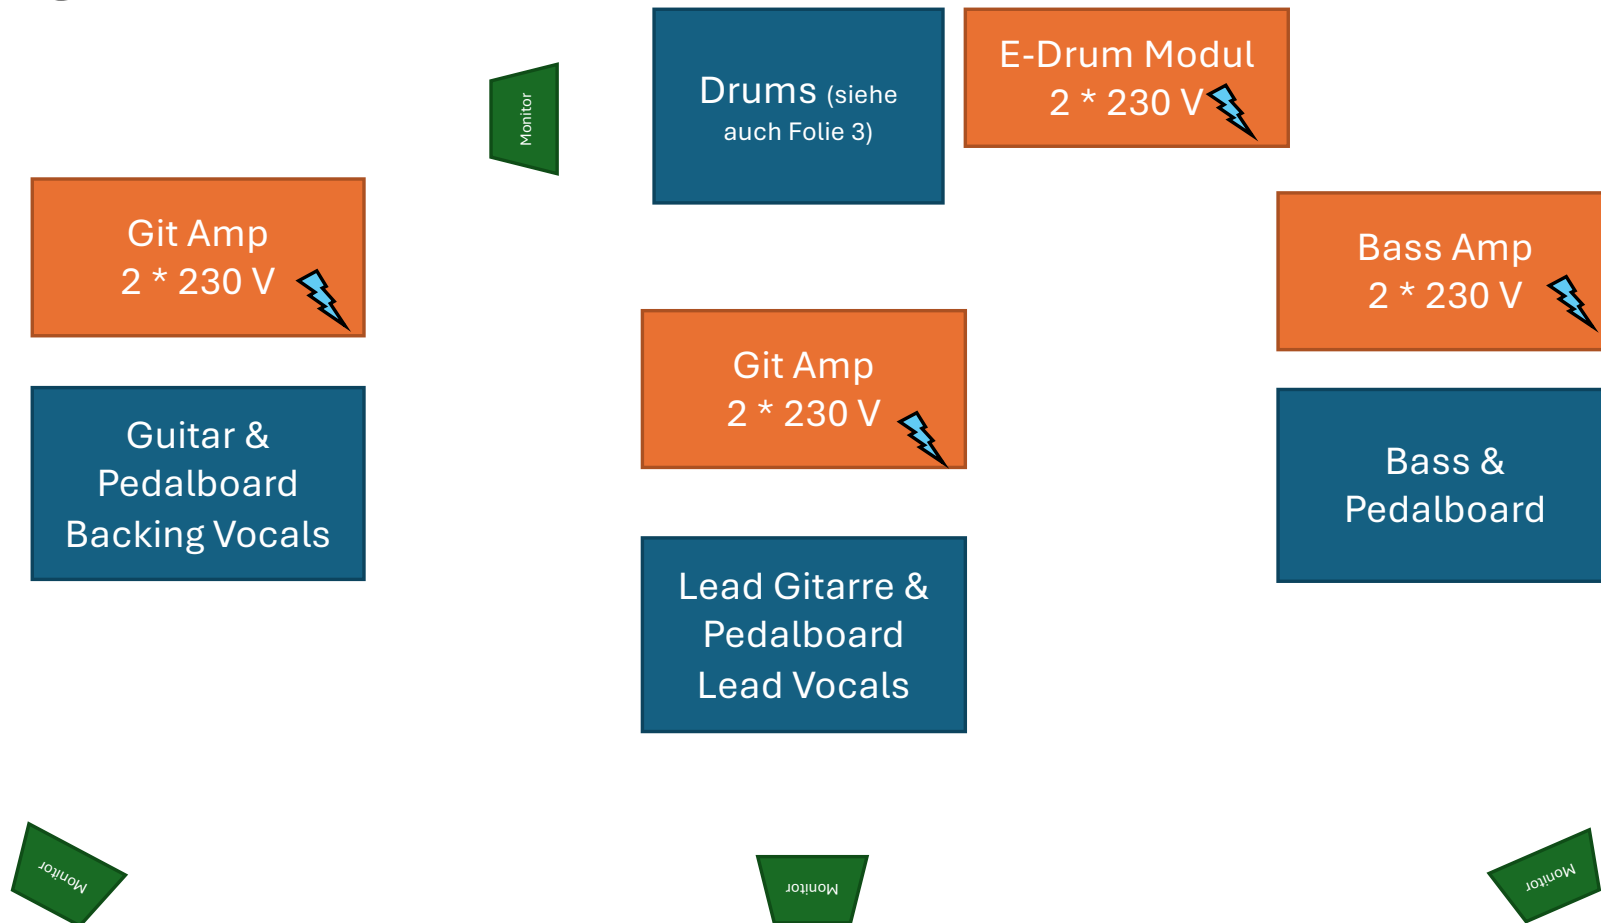 Drums (siehe
auch Folie 3)
E-Drum Modul
2 * 230 V
Monitor
Git Amp
2 * 230 V
Bass Amp
2 * 230 V
Git Amp
2 * 230 V
Guitar &
Pedalboard
Backing Vocals
Bass &
Pedalboard
Lead Gitarre &
Pedalboard
Lead Vocals
Monitor
Monitor
Monitor